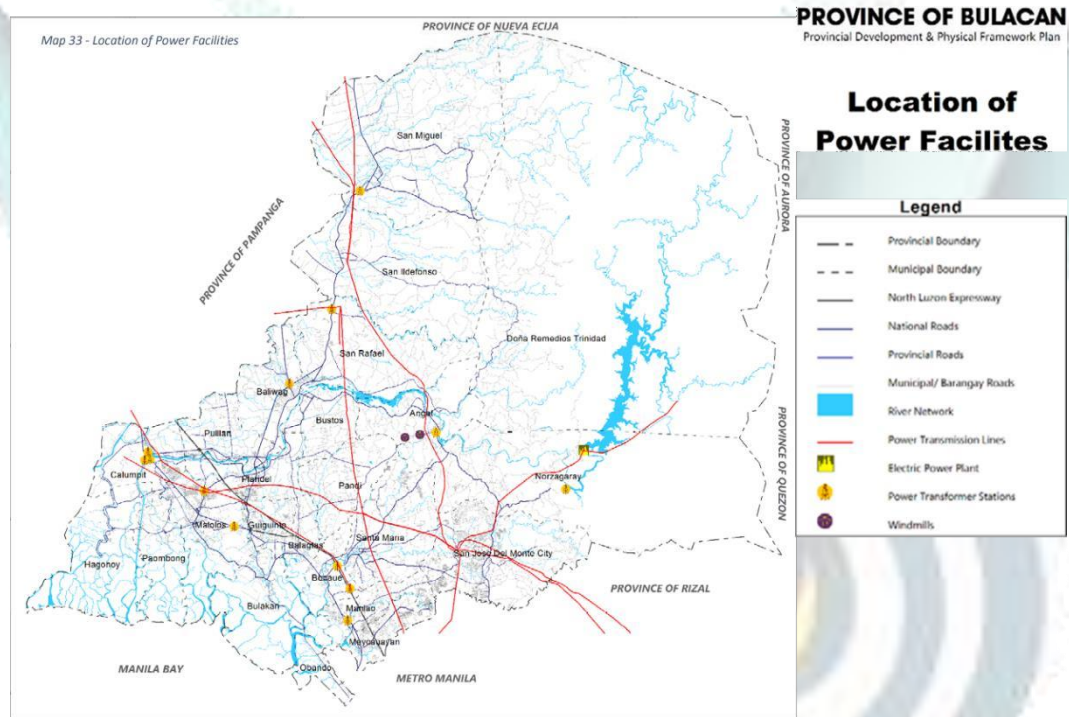 PROVINCE OF BULACAN
Provincial Development & Physical Framework Plan
Location of
Power Facilites
Map 33 - Location of Power Facilities
PROVINCE OF NUEVA ECIJA
PROVINCE OF AURORA
PROVINCE OF PAMPANGA
PROVINCE OF QUEZON
PROVINCE OF RIZAL
MANILA BAY
METRO MANILA
San Miguel
San Ildefonso
Doña Remedios Trinidad
San Rafael
Baliwag
Angat
Bustos
Pulilan
Norzagaray
Calumpit
Plaridel
Pandi
Malolos
Guiguinto
Santa Maria
Balagtas
San Jose Del Monte City
Paombong
Hagonoy
Bocaue
Bulakan
Marilao
Meycauayan
Obando
Legend
Provincial Boundary
Municipal Boundary
North Luzon Expressway
National Roads
Provincial Roads
Municipal/ Barangay Roads
River Network
Power Transmission Lines
Electric Power Plant
Power Transformer Stations
Windmills